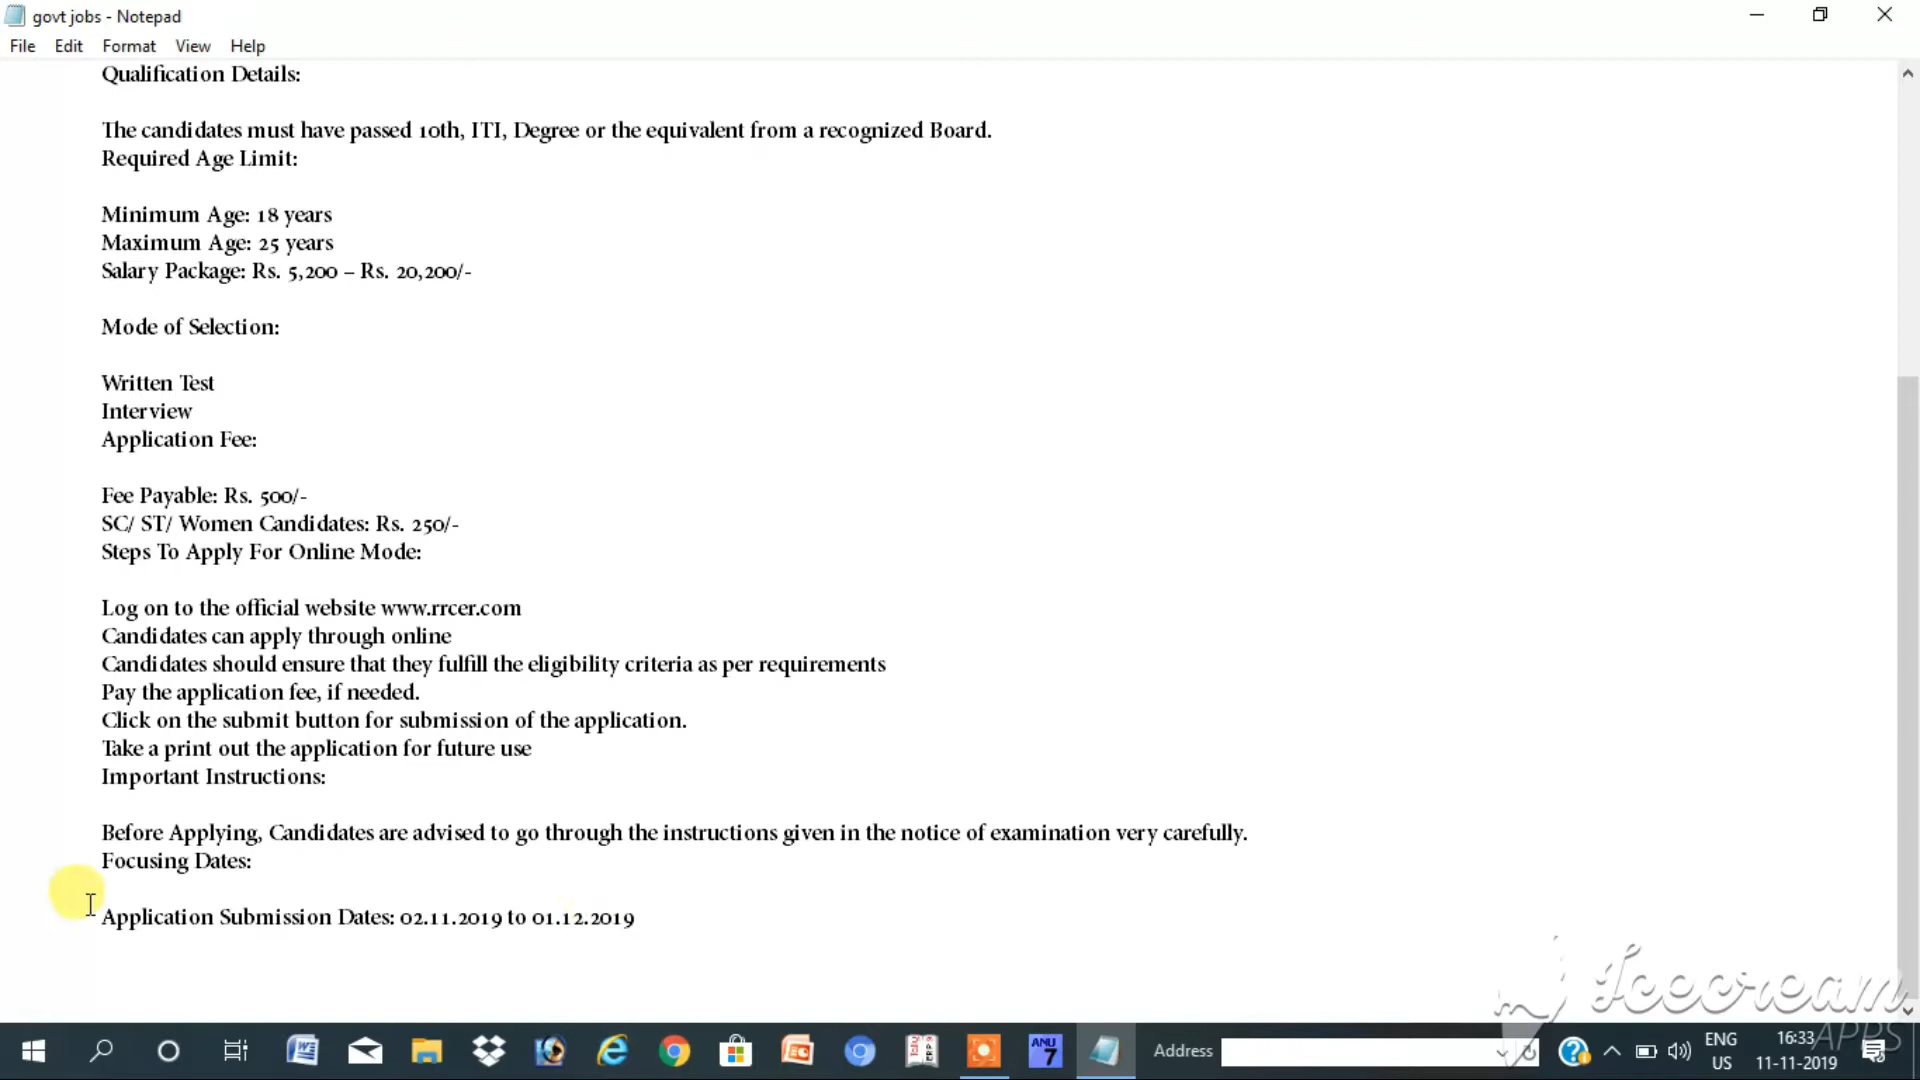 govt jobs - Notepad
File Edit Format View Help
Qualification Details:
The candidates must have passed 10th, ITI, Degree or the equivalent from a recognized Board.
Required Age Limit:
Minimum Age: 18 years
Maximum Age: 25 years
Salary Package: Rs. 5,200 – Rs. 20,200/-
Mode of Selection:
Written Test
Interview
Application Fee:
Fee Payable: Rs. 500/-
SC/ ST/ Women Candidates: Rs. 250/-
Steps To Apply For Online Mode:
Log on to the official website www.rrcer.com
Candidates can apply through online
Candidates should ensure that they fulfill the eligibility criteria as per requirements
Pay the application fee, if needed.
Click on the submit button for submission of the application.
Take a print out the application for future use
Important Instructions:
Before Applying, Candidates are advised to go through the instructions given in the notice of examination very carefully.
Focusing Dates:
Application Submission Dates: 02.11.2019 to 01.12.2019
Icecream
APPS
ANU
7
Address
ENG
US
16:33
11-11-2019